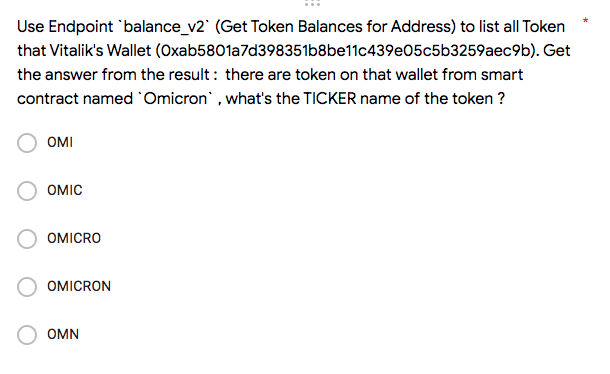 Use Endpoint `balance_v2` (Get Token Balances for Address) to list all Token *
that Vitalik's Wallet (0xab5801a7d398351b8be11c439e05c5b3259aec9b). Get
the answer from the result : there are token on that wallet from smart
contract named `Omicron` , what's the TICKER name of the token ?
OMI
OMIC
OMICRO
OMICRON
OMN